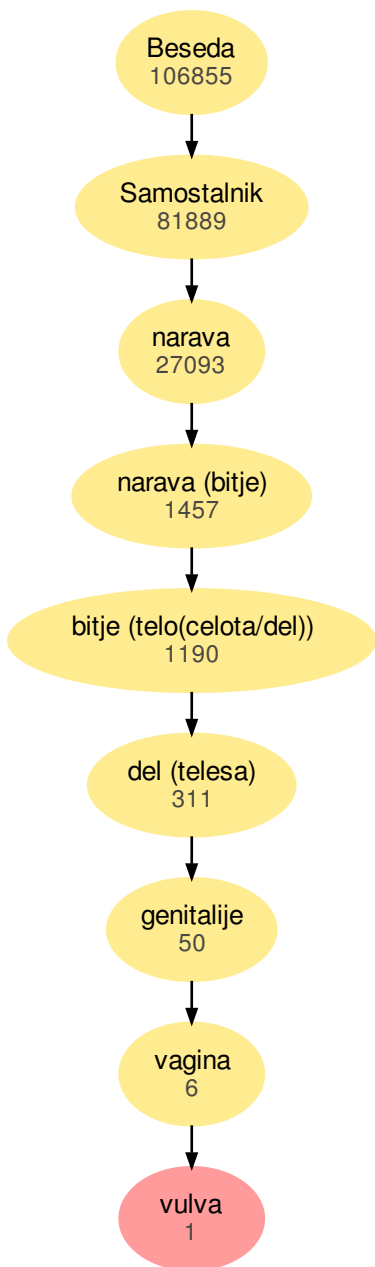 Beseda
106855
Samostalnik
81889
narava
27093
narava (bitje)
1457
bitje (telo(celota/del))
1190
del (telesa)
311
genitalije
50
vagina
6
vulva
1